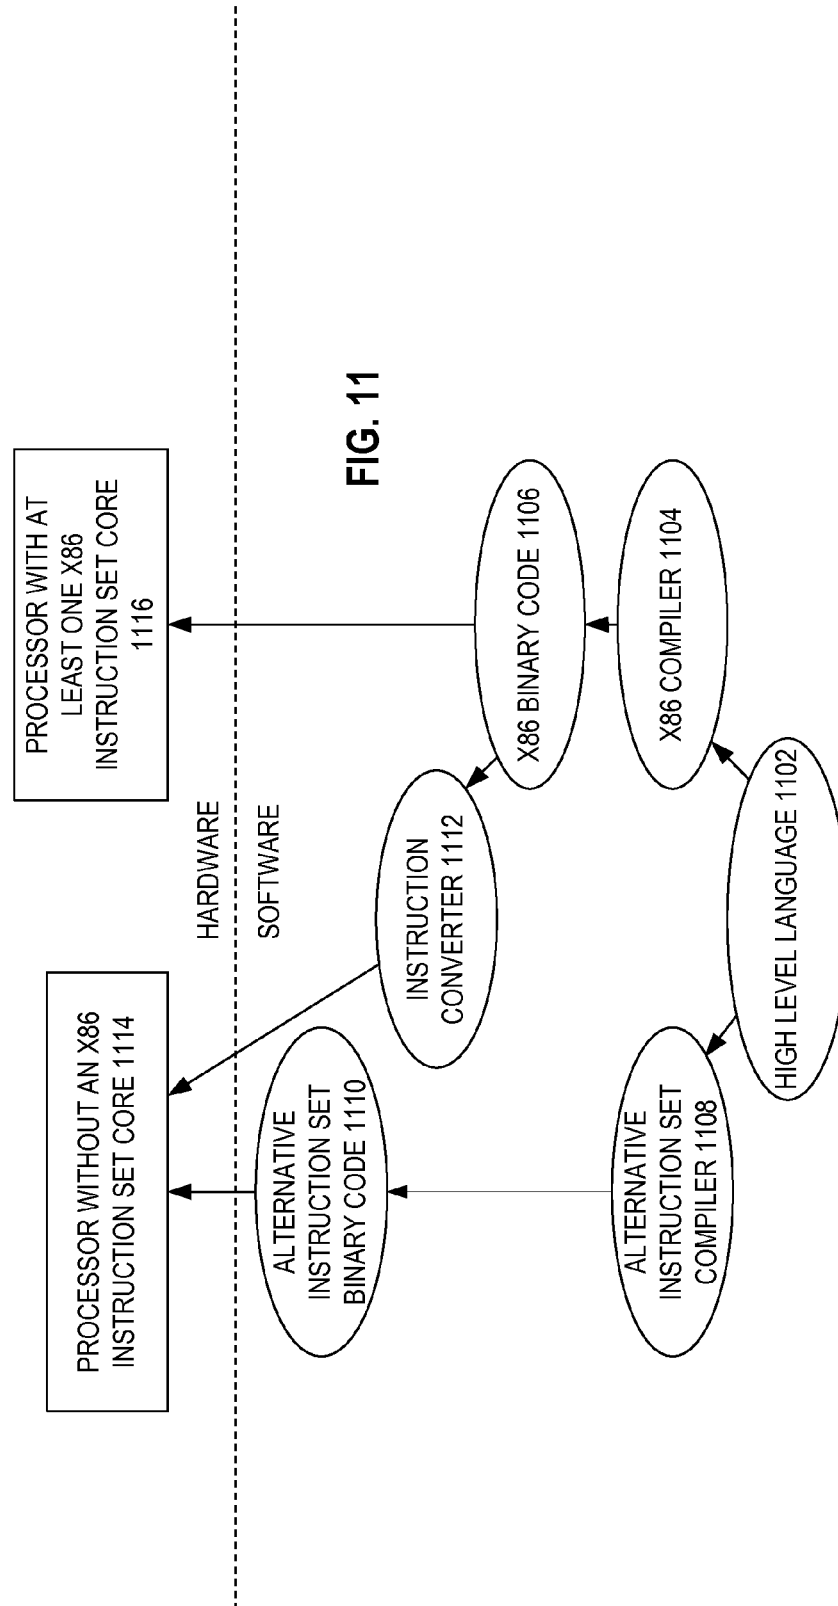 PROCESSOR WITHOUT AN X86
INSTRUCTION SET CORE 1114
PROCESSOR WITH AT
LEAST ONE X86
INSTRUCTION SET CORE
1116
HARDWARE
SOFTWARE
ALTERNATIVE
INSTRUCTION SET
BINARY CODE 1110
INSTRUCTION
CONVERTER 1112
FIG. 11
X86 BINARY CODE 1106
ALTERNATIVE
INSTRUCTION SET
COMPILER 1108
X86 COMPILER 1104
HIGH LEVEL LANGUAGE 1102